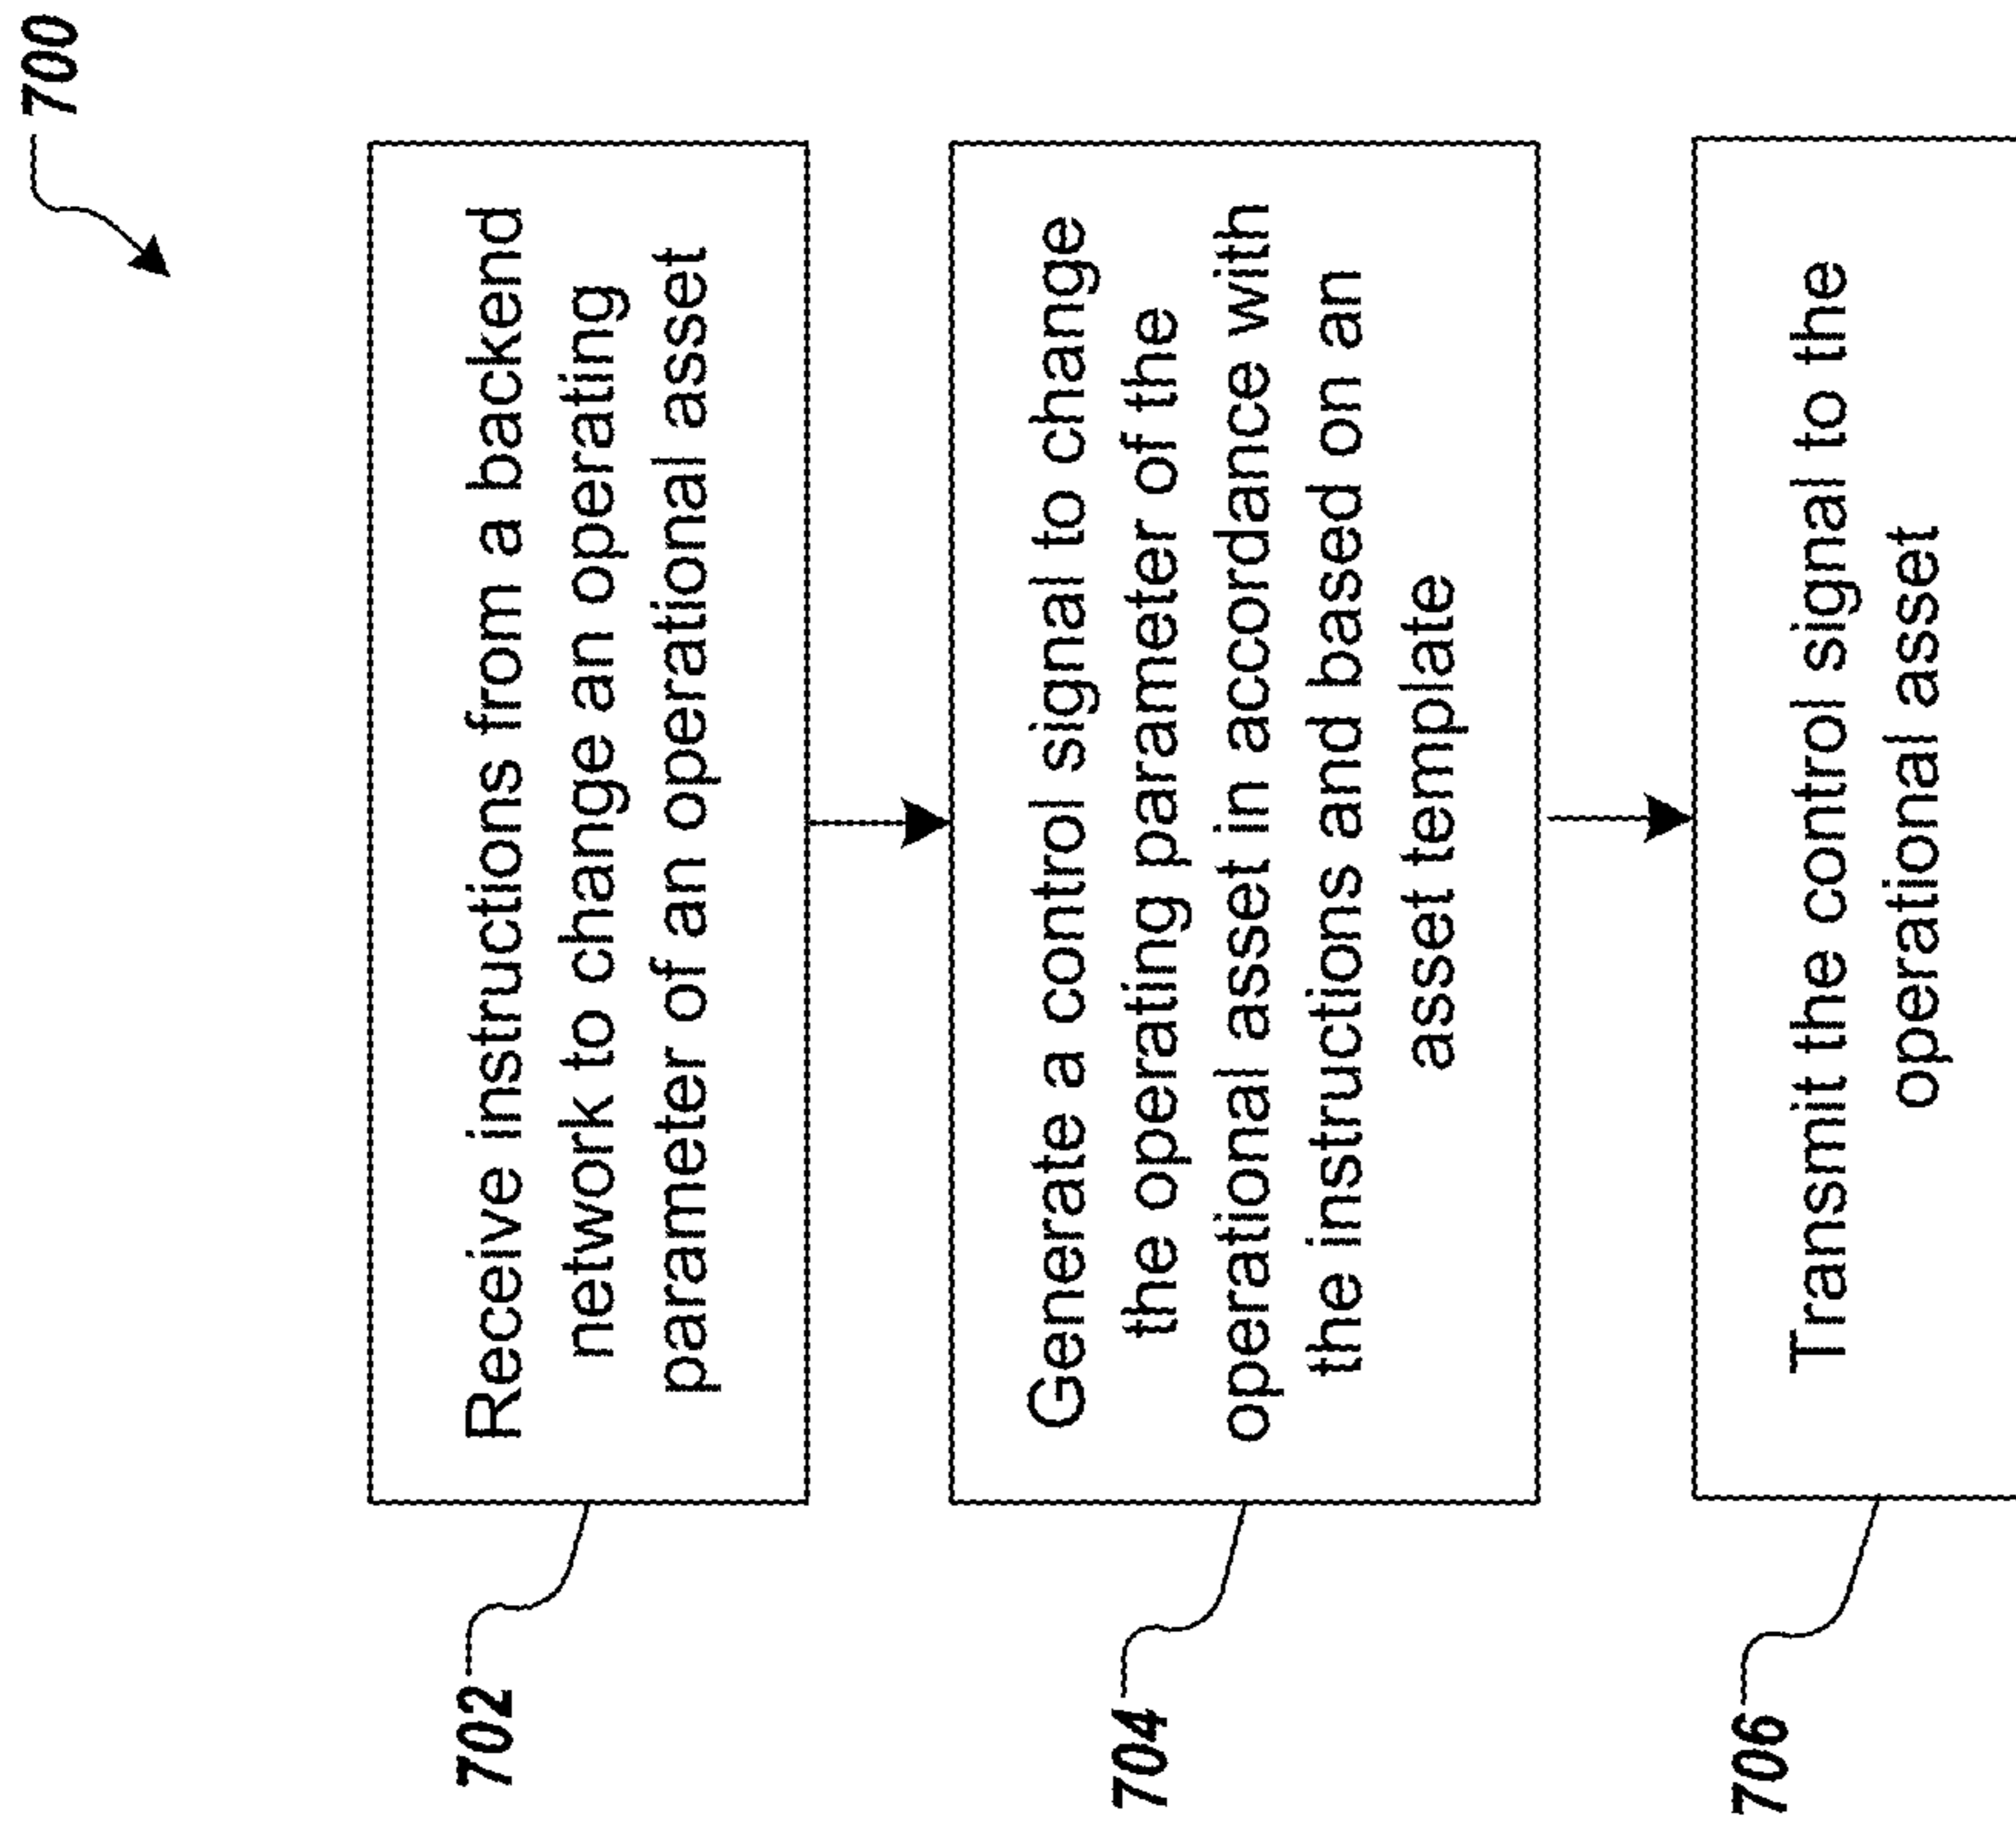 700
702
Receive instructions from a backend
network to change an operating
parameter of an operational asset
704
Generate a control signal to change
the operating parameter of the
operational asset in accordance with
the instructions and based on an
asset template
706
Transmit the control signal to the
operational asset